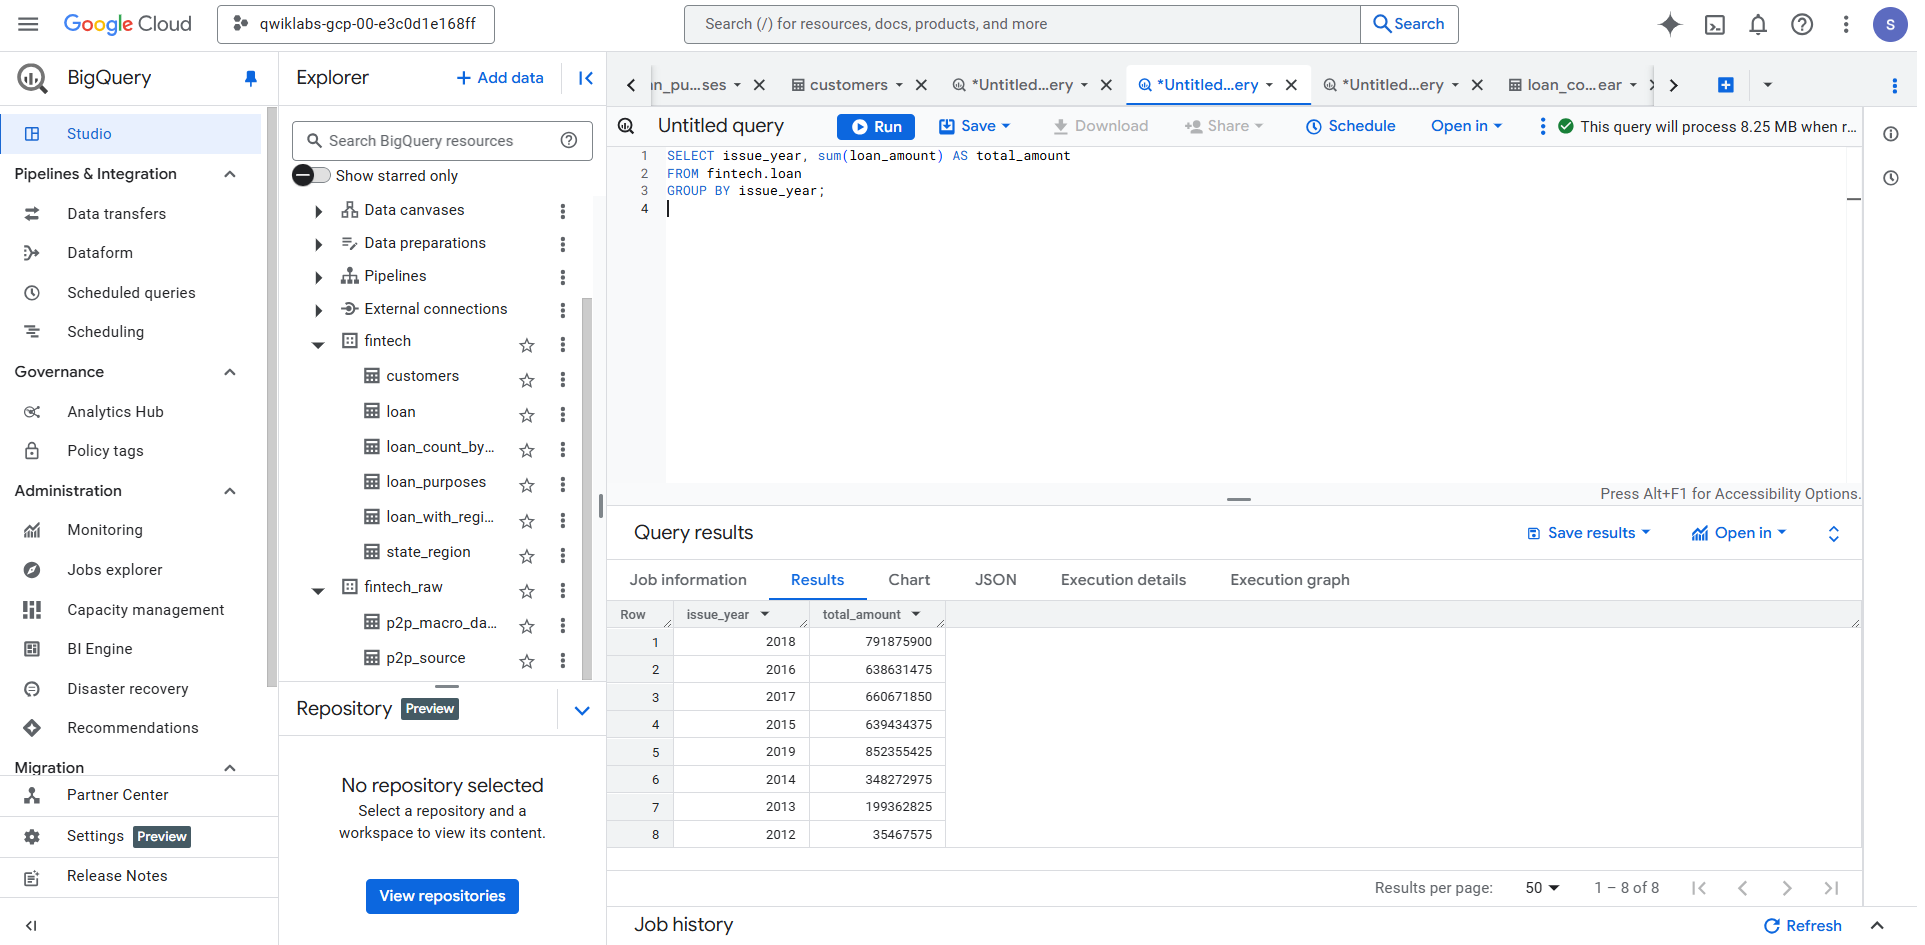 Google Cloud
qwiklabs-gcp-00-e3c0d1e168ff
Search (/) for resources, docs, products, and more
Search
S
BigQuery
Studio
Pipelines & Integration
Data transfers
Dataform
Scheduled queries
Scheduling
Governance
Analytics Hub
Policy tags
Administration
Monitoring
Jobs explorer
Capacity management
BI Engine
Disaster recovery
Recommendations
Migration
Partner Center
Settings Preview
Release Notes
Explorer
Add data
Search BigQuery resources
Show starred only
Data canvases
Data preparations
Pipelines
External connections
fintech
customers
loan
loan_count_by...
loan_purposes
loan_with_regi...
state_region
fintech_raw
p2p_macro_da...
p2p_source
Repository Preview
No repository selected
Select a repository and a
workspace to view its content.
View repositories
n_pu...ses customers *Untitled...ery *Untitled...ery *Untitled...ery loan_co...ear
Untitled query Run Save Download Share Schedule Open in This query will process 8.25 MB when r...
1 SELECT issue_year, sum(loan_amount) AS total_amount
2 FROM fintech.loan
3 GROUP BY issue_year;
4
Press Alt+F1 for Accessibility Options.
Query results Save results Open in
Job information Results Chart JSON Execution details Execution graph
Row issue_year total_amount
1 2018 791875900
2 2016 638631475
3 2017 660671850
4 2015 639434375
5 2019 852355425
6 2014 348272975
7 2013 199362825
8 2012 35467575
Results per page: 50 1 – 8 of 8
Job history Refresh